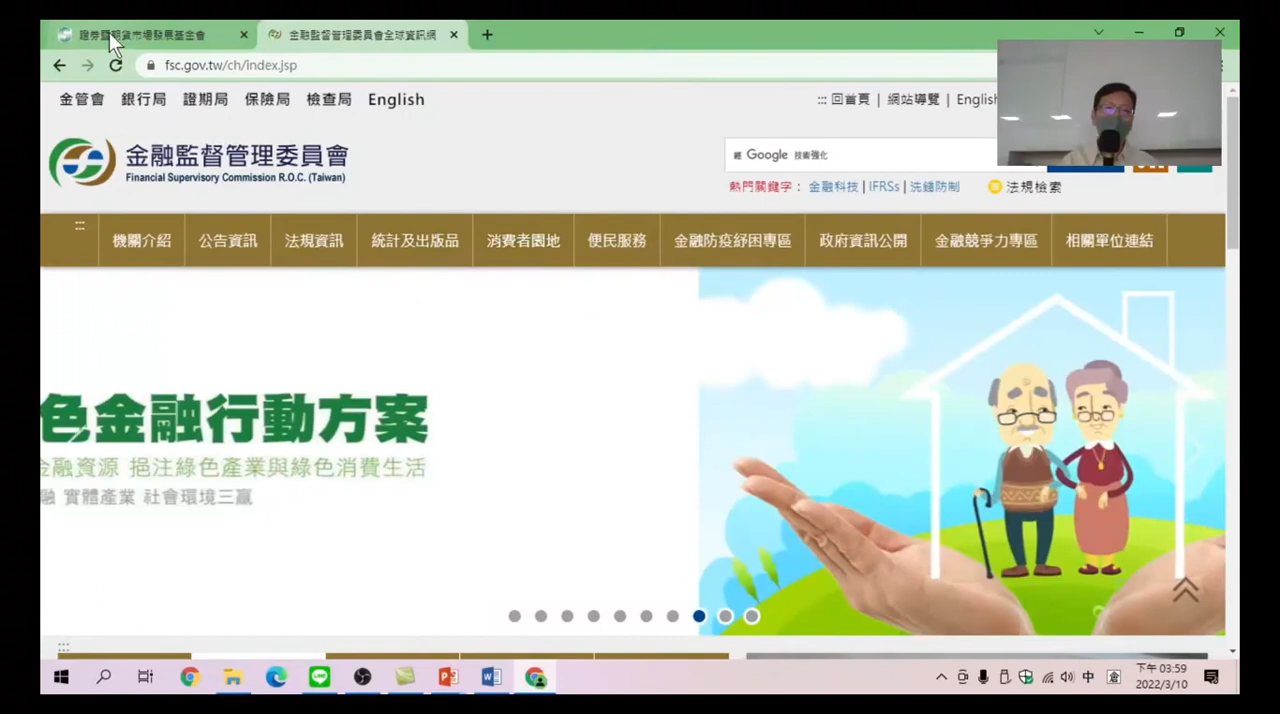 證券暨期貨市場發展基金會
金融監督管理委員會全球資訊網
fsc.gov.tw/ch/index.jsp
金管會 銀行局 證期局 保險局 檢查局 English
:::回首頁 | 網站導覽 | English
金融監督管理委員會
Financial Supervisory Commission R.O.C. (Taiwan)
經 Google 技術強化
熱門關鍵字： 金融科技 | IFRSs | 洗錢防制 法規檢索
:::
機關介紹 公告資訊 法規資訊 統計及出版品 消費者園地 便民服務 金融防疫紓困專區 政府資訊公開 金融競爭力專區 相關單位連結
色金融行動方案
金融資源 挹注綠色產業與綠色消費生活
融 實體產業 社會環境三贏
:::
中 倉
下午 03:59
2022/3/10